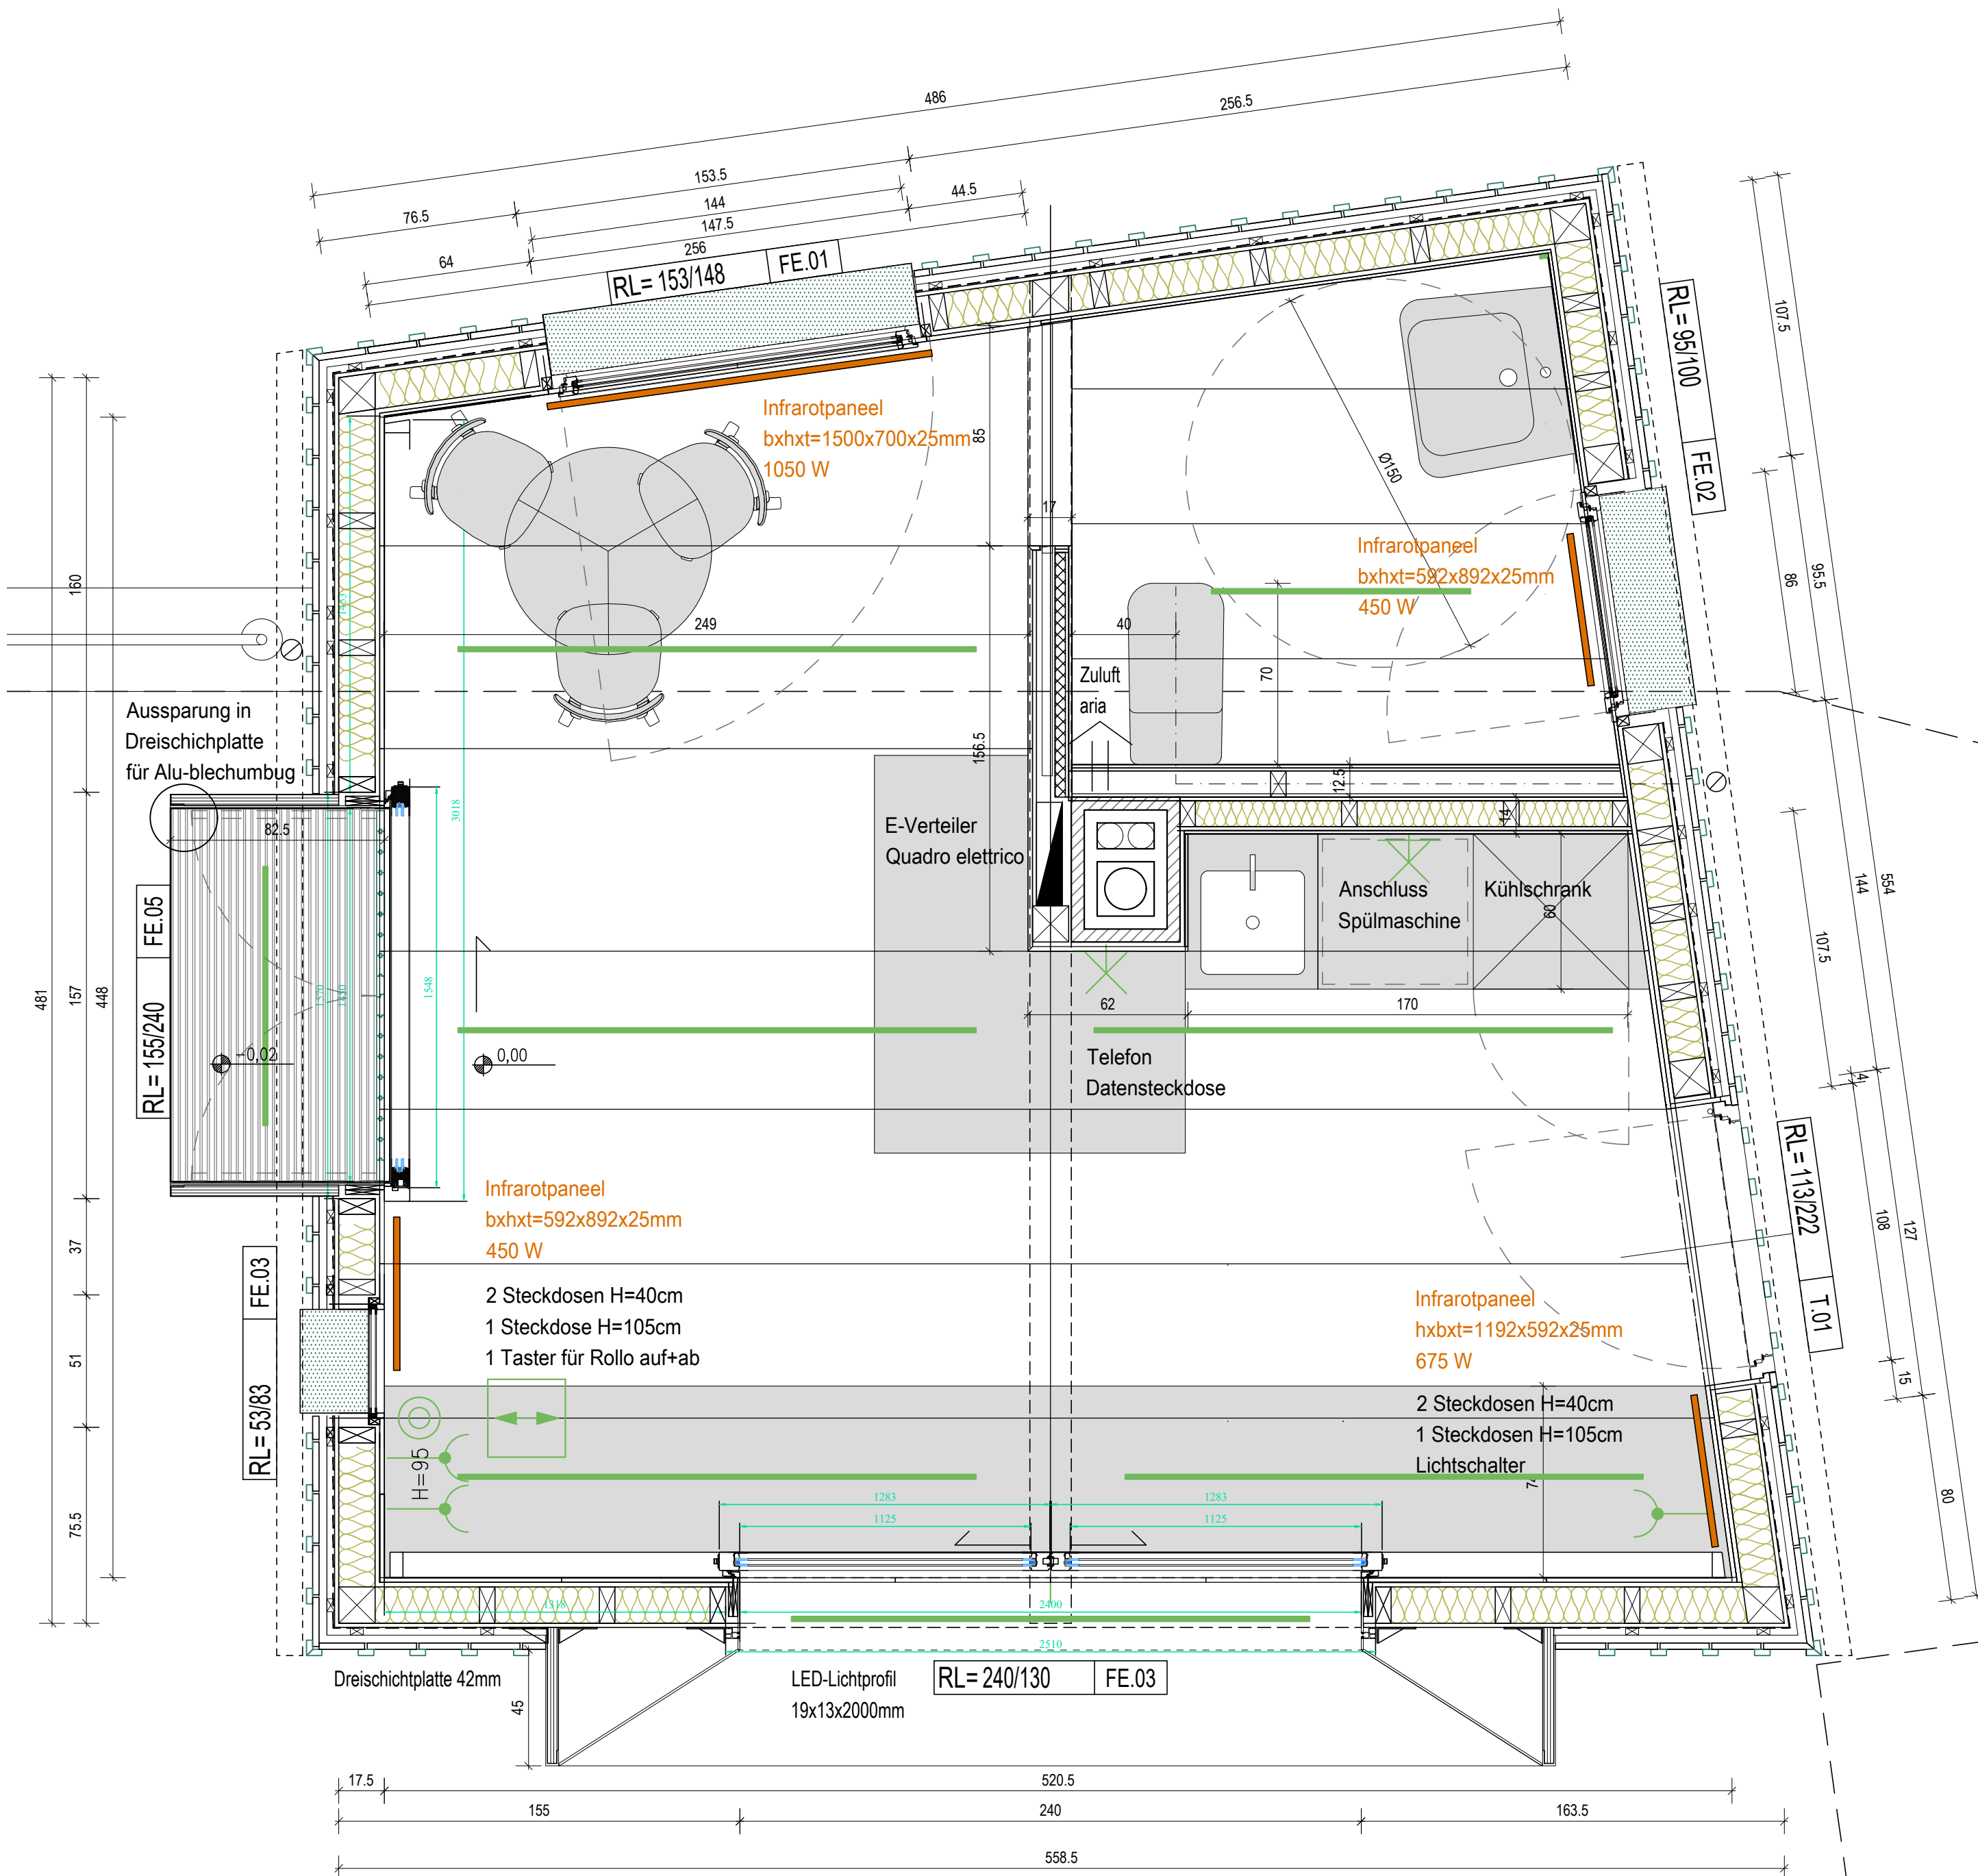 486
256.5
153.5
144
44.5
76.5
147.5
256
64
RL= 153/148
FE.01
RL= 95/100
FE.02
107.5
Infrarotpaneel
bxhxt=1500x700x25mm
1050 W
85
Ø150
17
Infrarotpaneel
bxhxt=592x892x25mm
450 W
86
95.5
160
1453
249
40
70
Zuluft
aria
Aussparung in
Dreischichplatte
für Alu-blechumbug
156.5
12.5
14
82.5
3018
E-Verteiler
Quadro elettrico
Anschluss
Spülmaschine
Kühlschrank
60
554
144
107.5
FE.05
RL= 155/240
481
157
448
1570
1548
62
170
-0,02
0,00
Telefon
Datensteckdose
4
RL= 113/222
T.01
108
127
15
80
Infrarotpaneel
bxhxt=592x892x25mm
450 W
37
FE.03
RL= 53/83
2 Steckdosen H=40cm
1 Steckdose H=105cm
1 Taster für Rollo auf+ab
Infrarotpaneel
hxbxt=1192x592x25mm
675 W
51
2 Steckdosen H=40cm
1 Steckdosen H=105cm
Lichtschalter
H=95
75.5
1283
1283
1125
1125
1318
2400
2510
Dreischichtplatte 42mm
LED-Lichtprofil
19x13x2000mm
RL= 240/130
FE.03
45
17.5
520.5
155
240
163.5
558.5